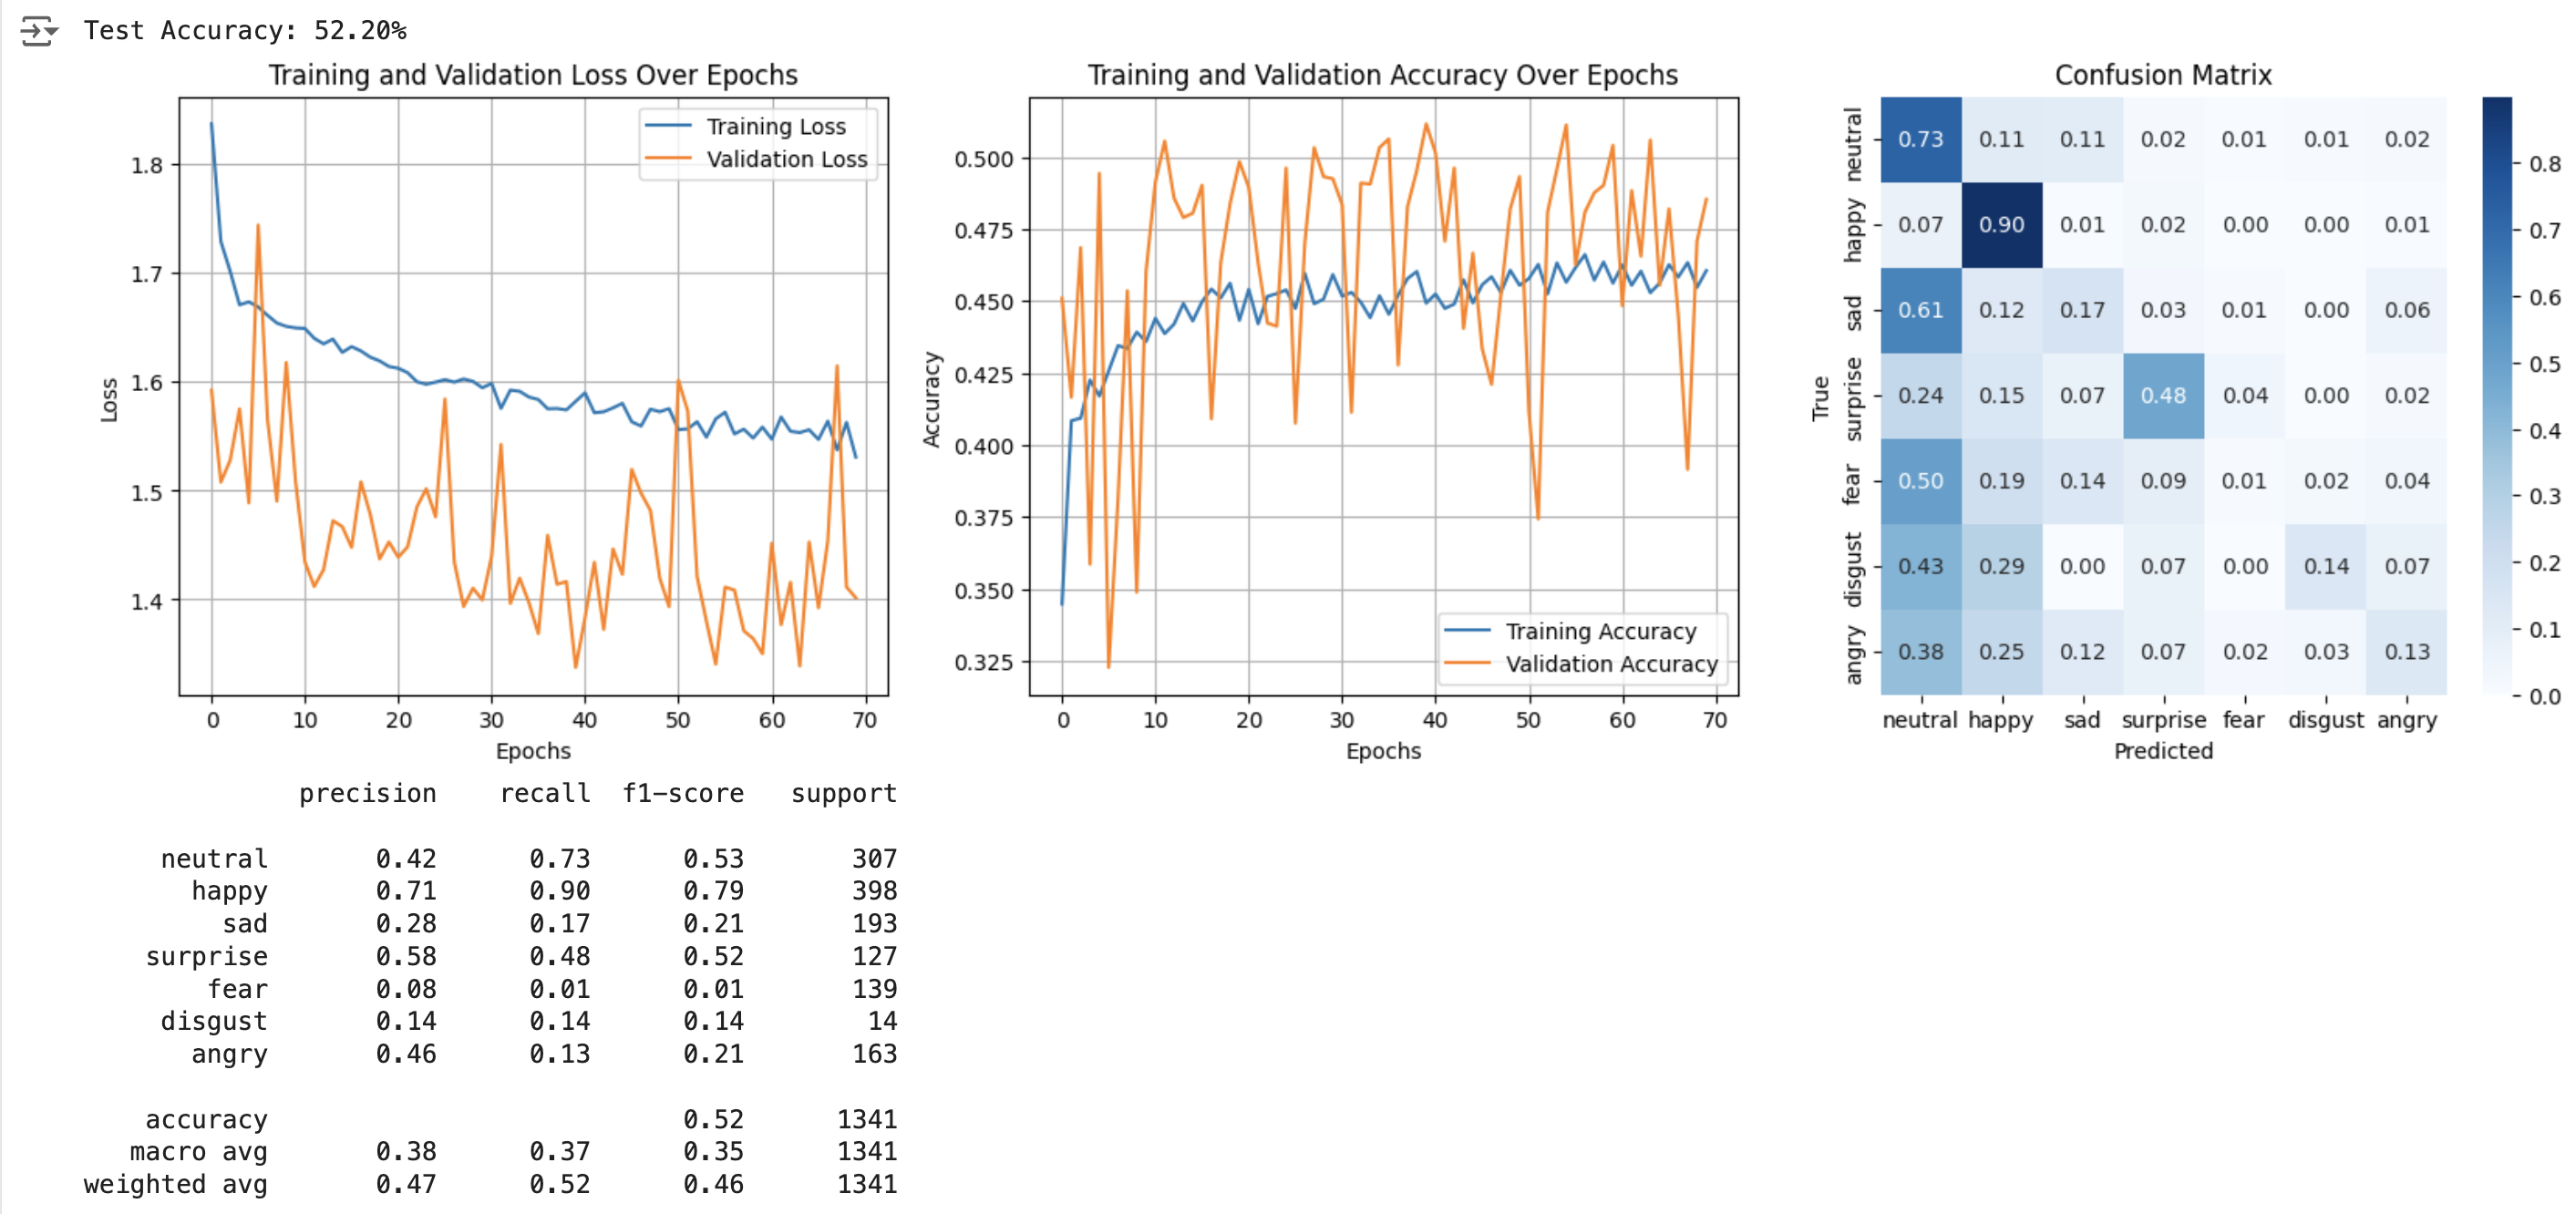 Test Accuracy: 52.20%
Training and Validation Loss Over Epochs
Training Loss
Validation Loss
1.8
1.7
1.6
1.5
1.4
Loss
0 10 20 30 40 50 60 70
Epochs
Training and Validation Accuracy Over Epochs
0.500
0.475
0.450
0.425
0.400
0.375
0.350
0.325
Accuracy
Training Accuracy
Validation Accuracy
0 10 20 30 40 50 60 70
Epochs
Confusion Matrix
True
neutral 0.73 0.11 0.11 0.02 0.01 0.01 0.02
happy 0.07 0.90 0.01 0.02 0.00 0.00 0.01
sad 0.61 0.12 0.17 0.03 0.01 0.00 0.06
surprise 0.24 0.15 0.07 0.48 0.04 0.00 0.02
fear 0.50 0.19 0.14 0.09 0.01 0.02 0.04
disgust 0.43 0.29 0.00 0.07 0.00 0.14 0.07
angry 0.38 0.25 0.12 0.07 0.02 0.03 0.13
neutral happy sad surprise fear disgust angry
Predicted
0.8
0.7
0.6
0.5
0.4
0.3
0.2
0.1
0.0
precision recall f1-score support
neutral 0.42 0.73 0.53 307
happy 0.71 0.90 0.79 398
sad 0.28 0.17 0.21 193
surprise 0.58 0.48 0.52 127
fear 0.08 0.01 0.01 139
disgust 0.14 0.14 0.14 14
angry 0.46 0.13 0.21 163
accuracy 0.52 1341
macro avg 0.38 0.37 0.35 1341
weighted avg 0.47 0.52 0.46 1341